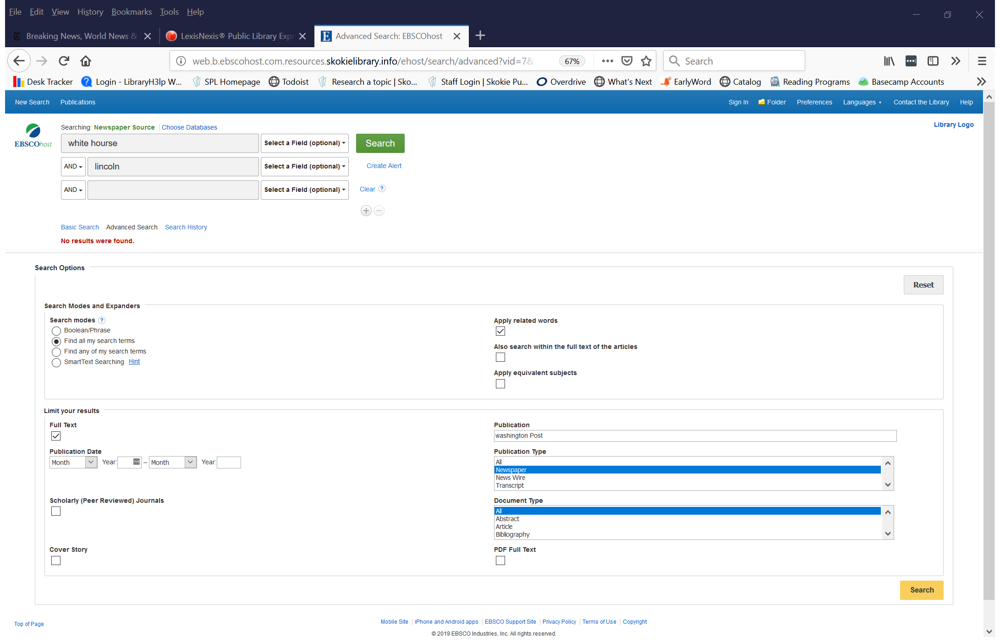 File Edit View History Bookmarks Tools Help
Breaking News, World News & LexisNexis® Public Library Expr Advanced Search: EBSCOhost
web.b.ebscohost.com.resources.skokielibrary.info/ehost/search/advanced?vid=7& 67% Search
Desk Tracker Login - LibraryH3lp W... SPL Homepage Todoist Research a topic | Sko... Staff Login | Skokie Pu... Overdrive What's Next EarlyWord Catalog Reading Programs Basecamp Accounts
New Search Publications Sign In Folder Preferences Languages Contact the Library Help
Searching: Newspaper Source Choose Databases Library Logo
EBSCOhost white hourse Select a Field (optional) Search
AND lincoln Select a Field (optional) Create Alert
AND Select a Field (optional) Clear ?
Basic Search Advanced Search Search History
No results were found.
Search Options
Reset
Search Modes and Expanders
Search modes ? Apply related words
Boolean/Phrase
Find all my search terms
Also search within the full text of the articles
Find any of my search terms
SmartText Searching Hint
Apply equivalent subjects
Limit your results
Full Text Publication
washington Post
Publication Date Publication Type
Month Year: – Month Year: All
Newspaper
News Wire
Transcript
Scholarly (Peer Reviewed) Journals Document Type
All
Abstract
Article
Bibliography
Cover Story PDF Full Text
Search
Top of Page Mobile Site iPhone and Android apps EBSCO Support Site Privacy Policy Terms of Use Copyright
© 2019 EBSCO Industries, Inc. All rights reserved.